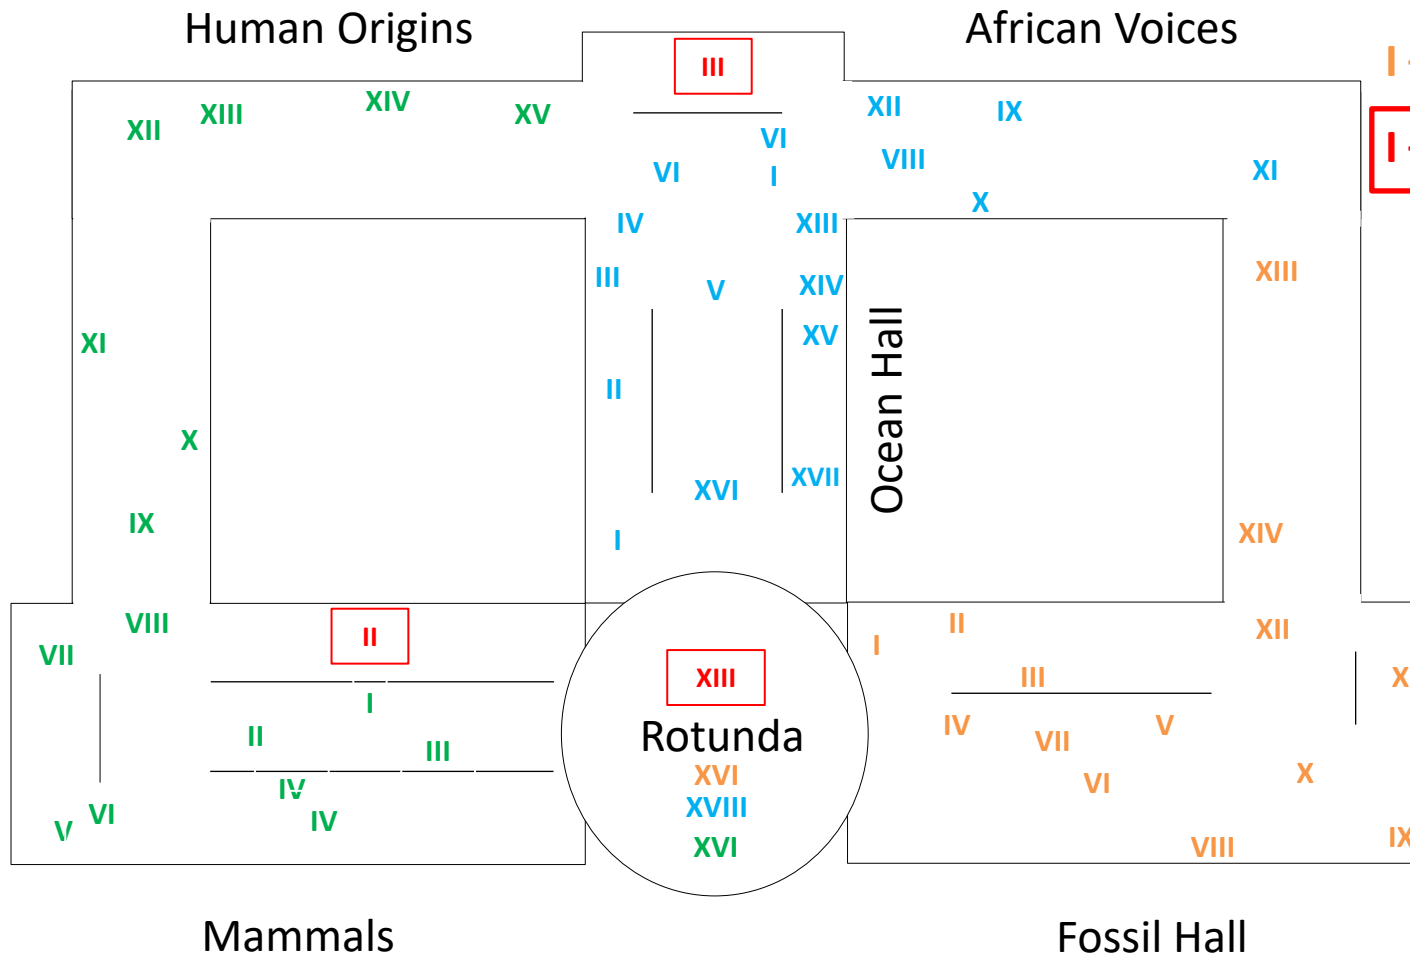 Human Origins
African Voices
III
I -
I -
XII
XIII
XIV
XV
VI
VI
I
XII
IX
VIII
XI
X
IV
XIII
III
V
XIV
XIII
XI
XV
II
Ocean Hall
X
XVI
XVII
IX
I
XIV
VIII
II
VII
XIII
I
II
XII
III
X
I
II
III
Rotunda
IV
VII
V
XVI
VI
X
IV
IV
XVIII
V
VI
XVI
VIII
IX
Mammals
Fossil Hall